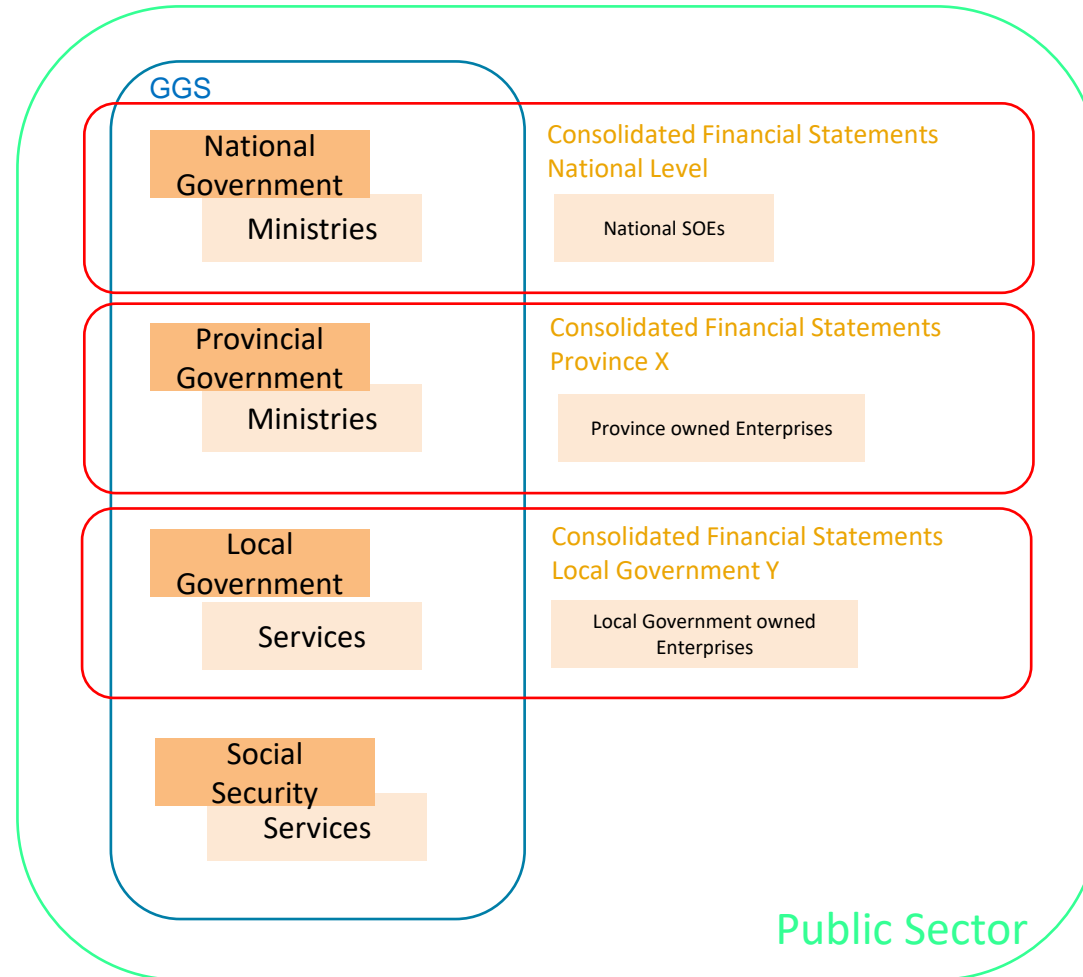 GGS
National
Government
Ministries
Consolidated Financial Statements
National Level
National SOEs
Provincial
Government
Ministries
Consolidated Financial Statements
Province X
Province owned Enterprises
Local
Government
Services
Consolidated Financial Statements
Local Government Y
Local Government owned
Enterprises
Social
Security
Services
Public Sector